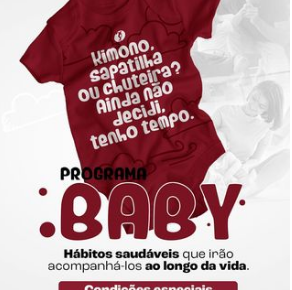 Kimono,
sapatilha
ou chuteira?
Ainda não
decidi,
tenho tempo.
PROGRAMA
.BABY
Hábitos saudáveis que irão
acompanhá-los ao longo da vida.
Condições especiais